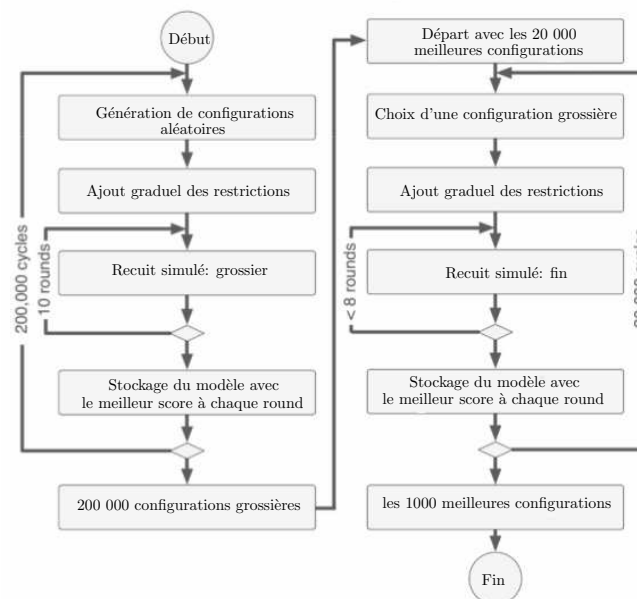 Début
Génération de configurations
aléatoires
Ajout graduel des restrictions
200,000 cycles
10 rounds
Recuit simulé: grossier
Stockage du modèle avec
le meilleur score à chaque round
200 000 configurations grossières
Départ avec les 20 000
meilleures configurations
Choix d'une configuration grossière
Ajout graduel des restrictions
< 8 rounds
Recuit simulé: fin
Stockage du modèle avec
le meilleur score à chaque round
les 1000 meilleures configurations
Fin